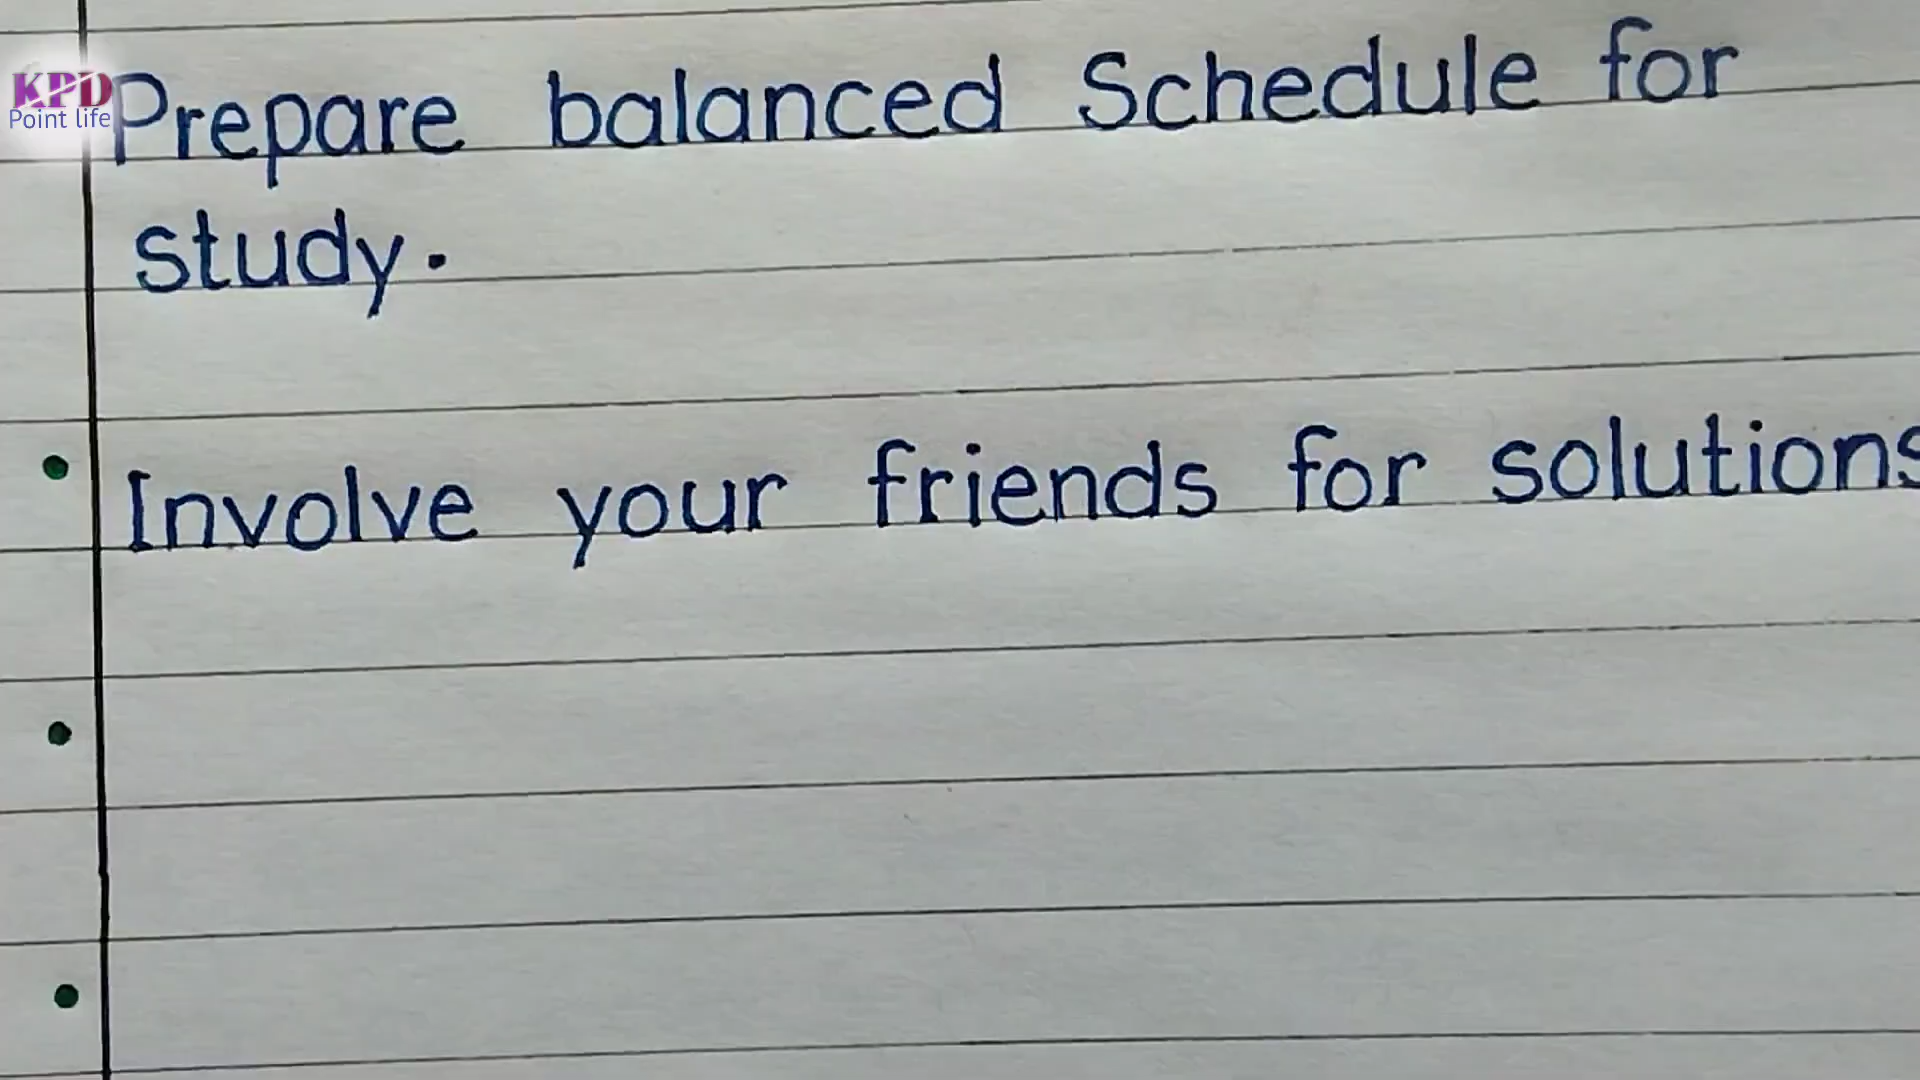 KPD
Point life
Prepare balanced Schedule for
study.
Involve your friends for solutions